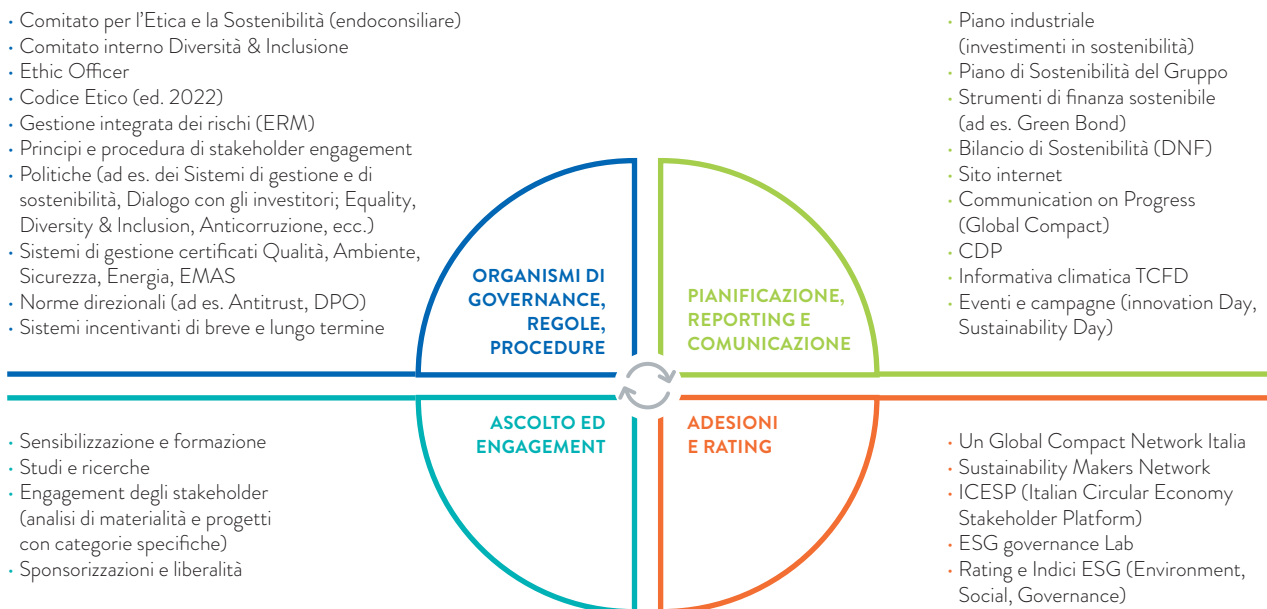 • Comitato per l'Etica e la Sostenibilità (endoconsiliare)
• Comitato interno Diversità & Inclusione
• Ethic Officer
• Codice Etico (ed. 2022)
• Gestione integrata dei rischi (ERM)
• Principi e procedura di stakeholder engagement
• Politiche (ad es. dei Sistemi di gestione e di
sostenibilità, Dialogo con gli investitori; Equality,
Diversity & Inclusion, Anticorruzione, ecc.)
• Sistemi di gestione certificati Qualità, Ambiente,
Sicurezza, Energia, EMAS
• Norme direzionali (ad es. Antitrust, DPO)
• Sistemi incentivanti di breve e lungo termine
ORGANISMI DI
GOVERNANCE,
REGOLE,
PROCEDURE
PIANIFICAZIONE,
REPORTING E
COMUNICAZIONE
• Piano industriale
(investimenti in sostenibilità)
• Piano di Sostenibilità del Gruppo
• Strumenti di finanza sostenibile
(ad es. Green Bond)
• Bilancio di Sostenibilità (DNF)
• Sito internet
• Communication on Progress
(Global Compact)
• CDP
• Informativa climatica TCFD
• Eventi e campagne (innovation Day,
Sustainability Day)
• Sensibilizzazione e formazione
• Studi e ricerche
• Engagement degli stakeholder
(analisi di materialità e progetti
con categorie specifiche)
• Sponsorizzazioni e liberalità
ASCOLTO ED
ENGAGEMENT
ADESIONI
E RATING
• Un Global Compact Network Italia
• Sustainability Makers Network
• ICESP (Italian Circular Economy
Stakeholder Platform)
• ESG governance Lab
• Rating e Indici ESG (Environment,
Social, Governance)